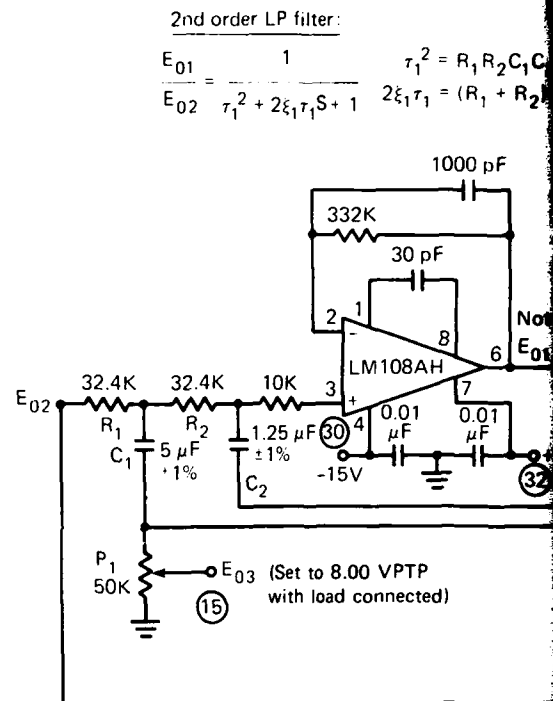 2nd order LP filter:
E01
1
τ1² = R1 R2 C1 C
E02 = τ1² + 2ξ1τ1S + 1
2ξ1τ1 = (R1 + R2)
1000 pF
332K
30 pF
2
1
8
-
LM108AH
6
E01
7
E02
32.4K
R1
32.4K
R2
10K
3
+
4
30
0.01 µF
0.01 µF
C1
5 µF
+1%
1.25 µF
±1%
C2
-15V
32
+
P1
50K
E03
(Set to 8.00 VPTP
with load connected)
15